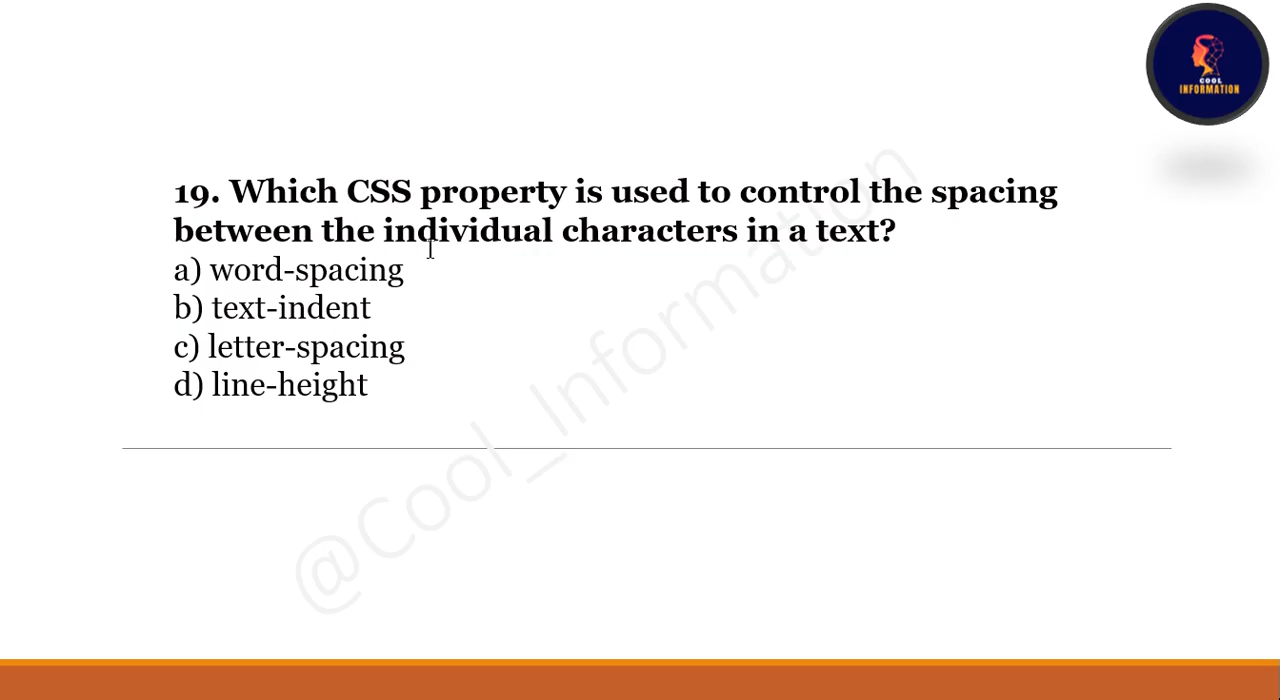 COOL
INFORMATION
19. Which CSS property is used to control the spacing
between the individual characters in a text?
a) word-spacing
b) text-indent
c) letter-spacing
d) line-height
@Cool_Information